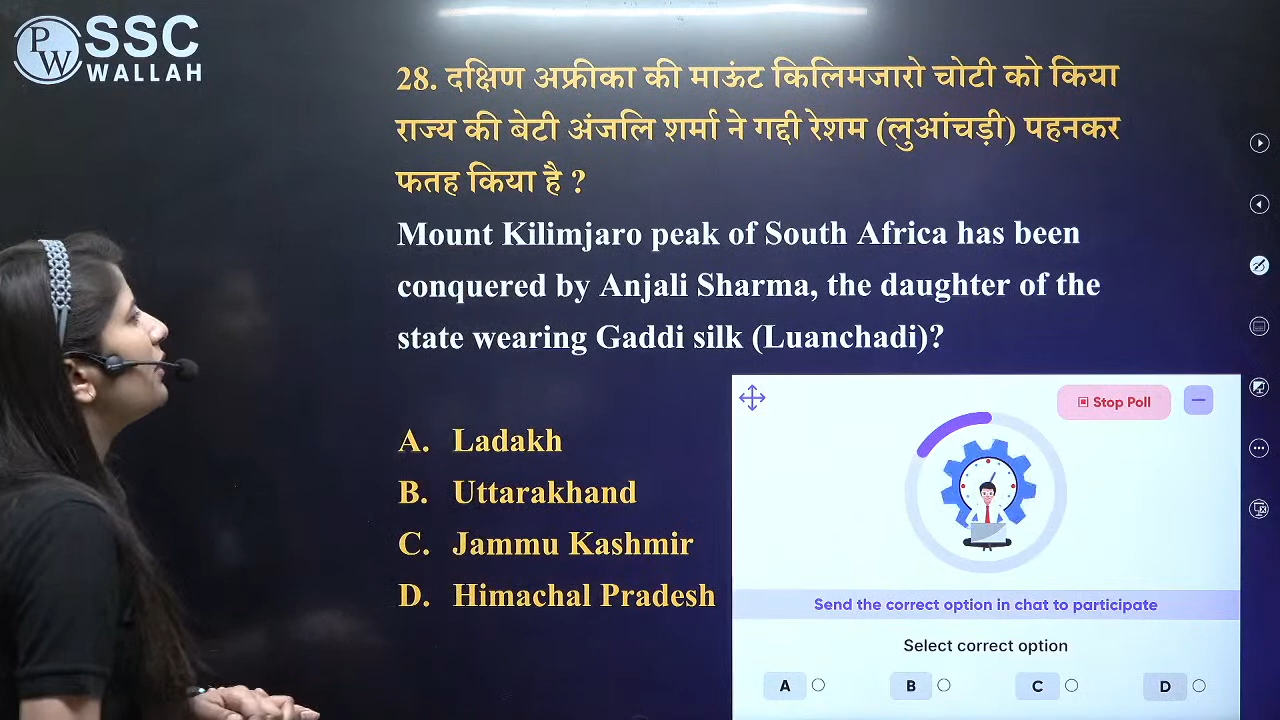 PW
SSC
WALLAH
28. दक्षिण अफ्रीका की माऊंट किलिमजारो चोटी को किया
राज्य की बेटी अंजलि शर्मा ने गद्दी रेशम (लुआंचड़ी) पहनकर
फतह किया है ?
Mount Kilimjaro peak of South Africa has been
conquered by Anjali Sharma, the daughter of the
state wearing Gaddi silk (Luanchadi)?
A. Ladakh
B. Uttarakhand
C. Jammu Kashmir
D. Himachal Pradesh
Stop Poll
Send the correct option in chat to participate
Select correct option
A B C D